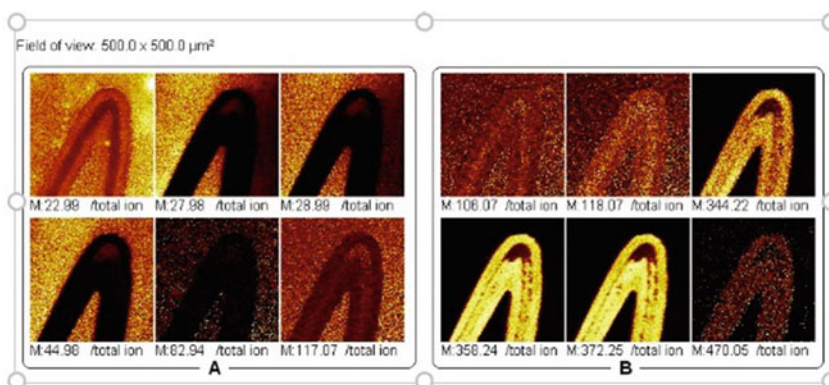 Field of view: 500.0 x 500.0 µm²
M:22.99 /total ion M:27.98 /total ion M:28.99 /total ion
M:106.07 /total ion M:118.07 /total ion M:344.22 /total ion
M:44.98 /total ion M:82.94 /total ion M:117.07 /total ion
M:358.24 /total ion M:372.25 /total ion M:470.05 /total ion
A
B